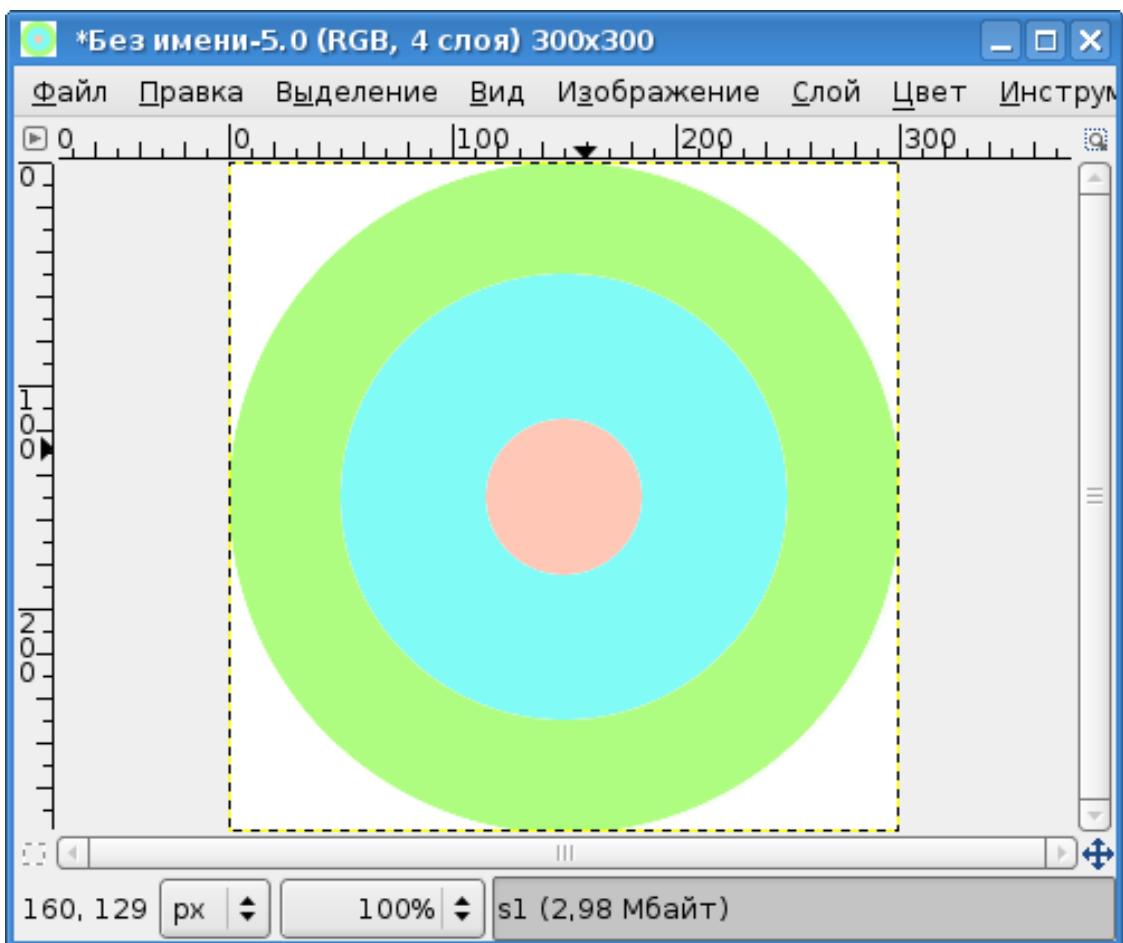 *Без имени-5.0 (RGB, 4 слоя) 300x300
Файл Правка Выделение Вид Изображение Слой Цвет Инструм
0 0 100 200 300
0
100
200
160, 129 px 100% s1 (2,98 Мбайт)